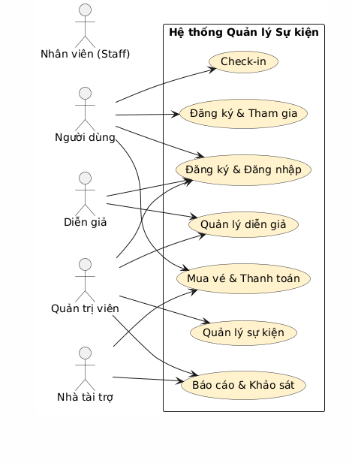 Hệ thống Quản lý Sự kiện
Nhân viên (Staff)
Check-in
Đăng ký & Tham gia
Người dùng
Đăng ký & Đăng nhập
Diễn giả
Quản lý diễn giả
Mua vé & Thanh toán
Quản trị viên
Quản lý sự kiện
Báo cáo & Khảo sát
Nhà tài trợ